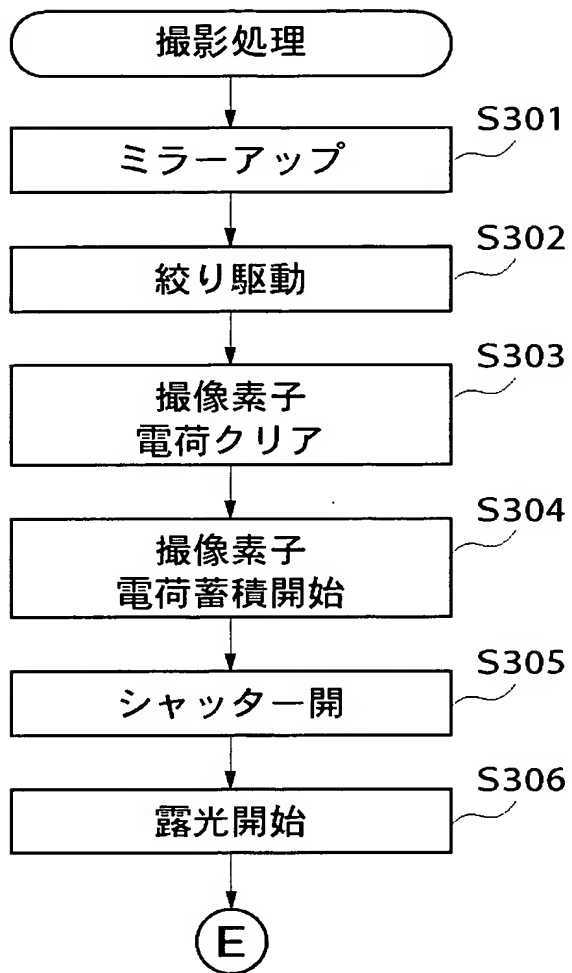 撮影処理
S301
ミラーアップ
S302
絞り駆動
S303
撮像素子
電荷クリア
S304
撮像素子
電荷蓄積開始
S305
シャッター開
S306
露光開始
E